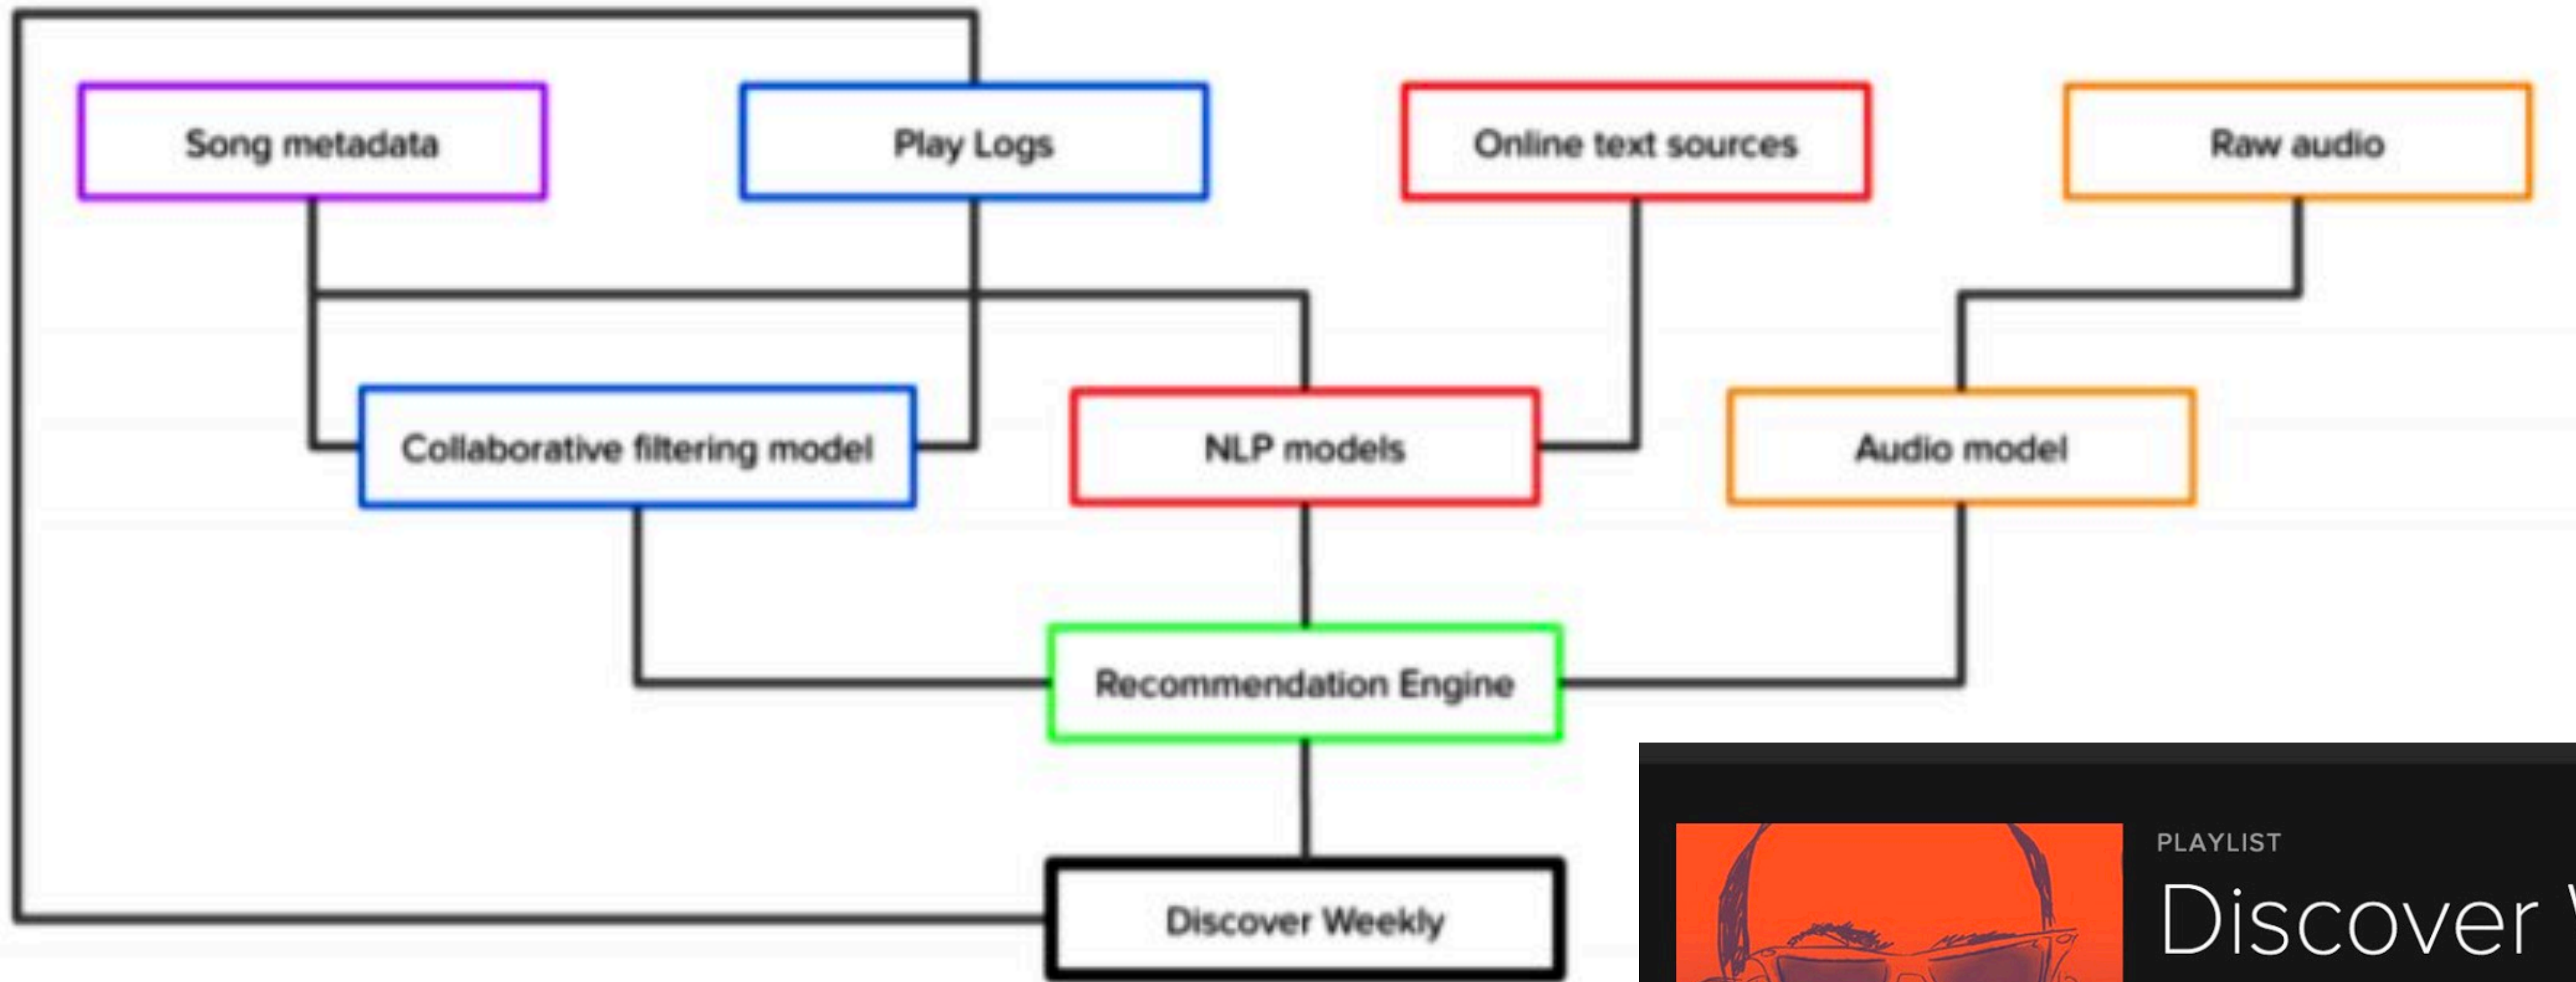 Song metadata
Play Logs
Online text sources
Raw audio
Collaborative filtering model
NLP models
Audio model
Recommendation Engine
Discover Weekly
PLAYLIST
Discover